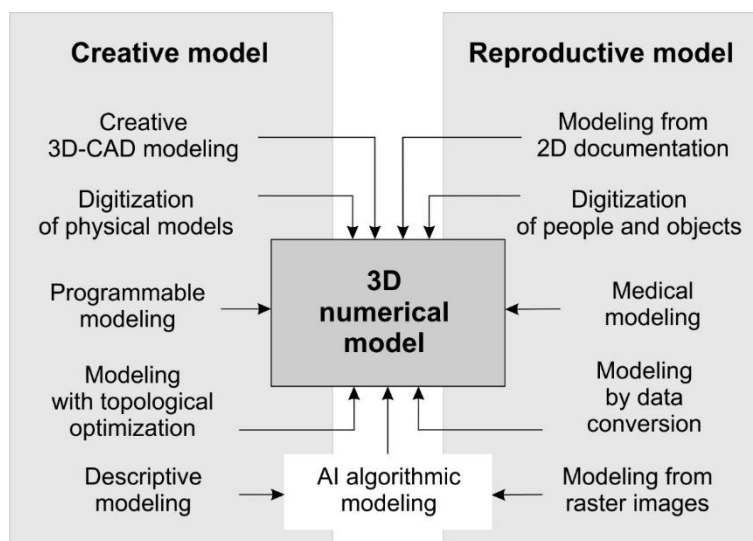 Creative model
Reproductive model
Creative
3D-CAD modeling
Modeling from
2D documentation
Digitization
of physical models
Digitization
of people and objects
3D
numerical
model
Programmable
modeling
Medical
modeling
Modeling
with topological
optimization
Modeling
by data
conversion
Descriptive
modeling
AI algorithmic
modeling
Modeling from
raster images